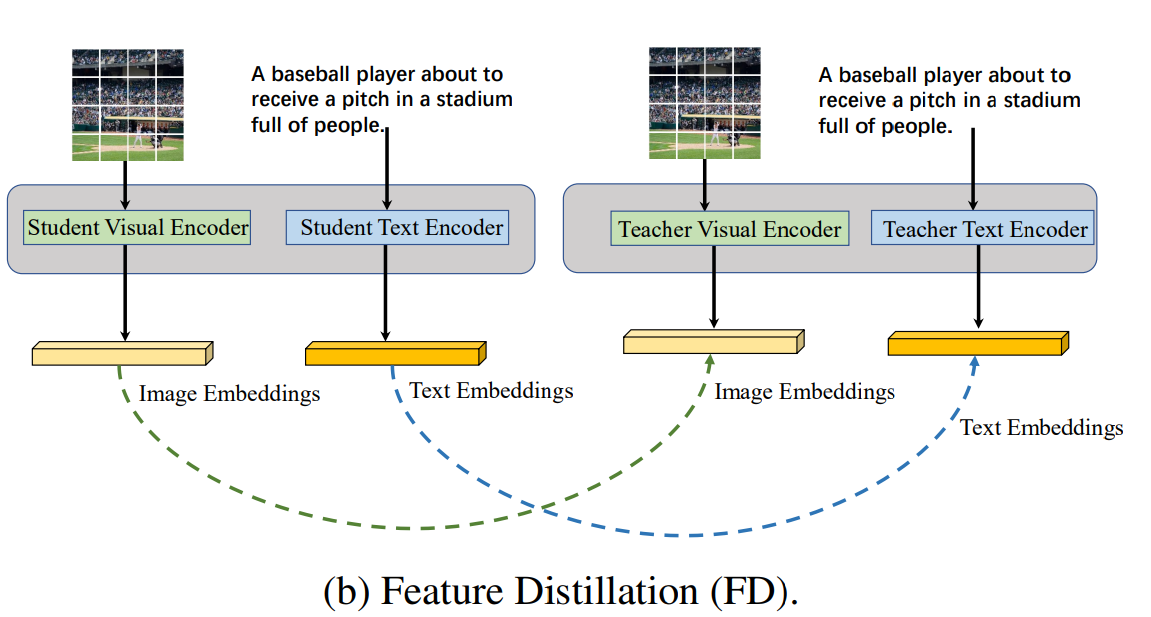 A baseball player about to
receive a pitch in a stadium
full of people.
A baseball player about to
receive a pitch in a stadium
full of people.
Student Visual Encoder
Student Text Encoder
Teacher Visual Encoder
Teacher Text Encoder
Image Embeddings
Text Embeddings
Image Embeddings
Text Embeddings
(b) Feature Distillation (FD).